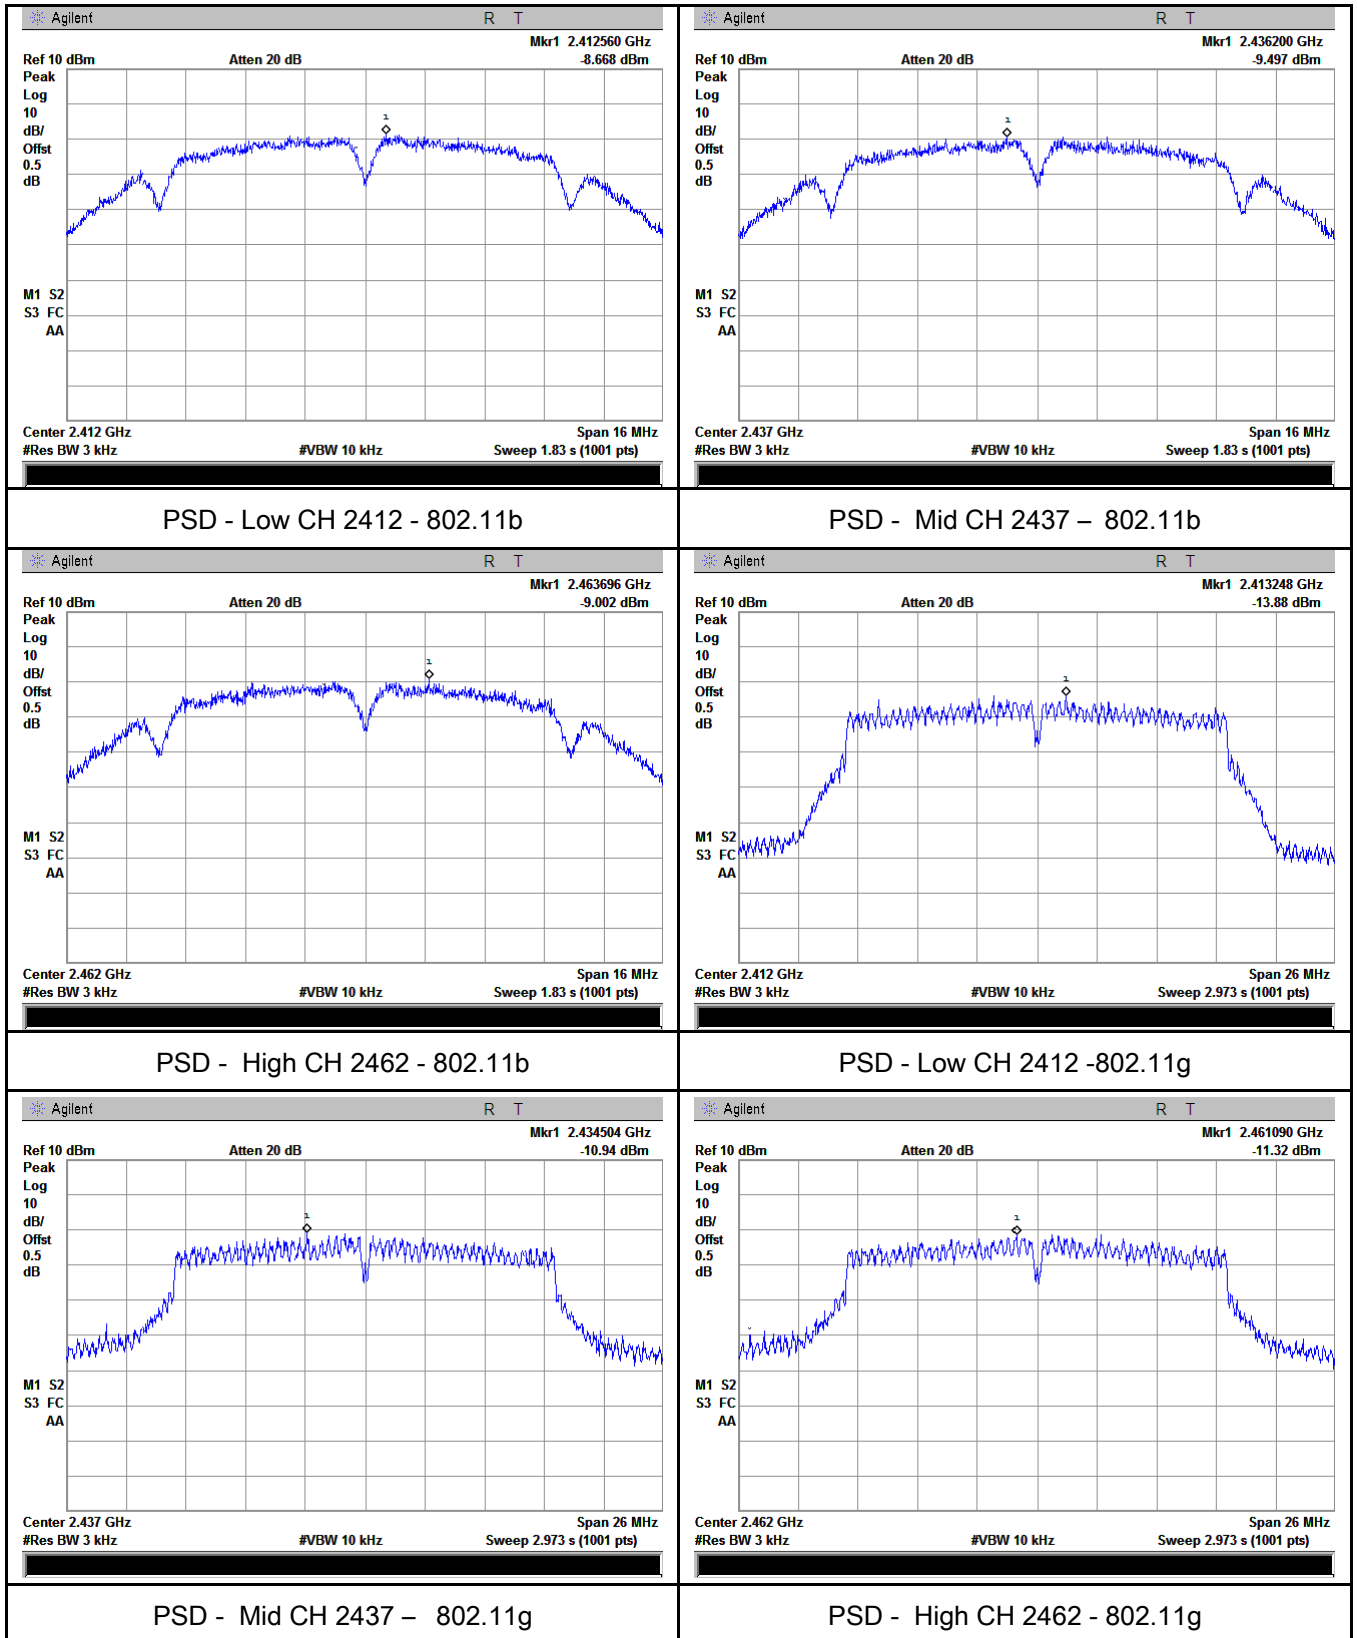 Agilent R T
Mkr1 2.412560 GHz
Ref 10 dBm Atten 20 dB -8.668 dBm
Peak
Log
10
dB/
Offst
0.5
dB
1
M1 S2
S3 FC
AA
Center 2.412 GHz Span 16 MHz
#Res BW 3 kHz #VBW 10 kHz Sweep 1.83 s (1001 pts)
PSD - Low CH 2412 - 802.11b
Agilent R T
Mkr1 2.436200 GHz
Ref 10 dBm Atten 20 dB -9.497 dBm
Peak
Log
10
dB/
Offst
0.5
dB
1
M1 S2
S3 FC
AA
Center 2.437 GHz Span 16 MHz
#Res BW 3 kHz #VBW 10 kHz Sweep 1.83 s (1001 pts)
PSD - Mid CH 2437 – 802.11b
Agilent R T
Mkr1 2.463696 GHz
Ref 10 dBm Atten 20 dB -9.002 dBm
Peak
Log
10
dB/
Offst
0.5
dB
1
M1 S2
S3 FC
AA
Center 2.462 GHz Span 16 MHz
#Res BW 3 kHz #VBW 10 kHz Sweep 1.83 s (1001 pts)
PSD - High CH 2462 - 802.11b
Agilent R T
Mkr1 2.413248 GHz
Ref 10 dBm Atten 20 dB -13.88 dBm
Peak
Log
10
dB/
Offst
0.5
dB
1
M1 S2
S3 FC
AA
Center 2.412 GHz Span 26 MHz
#Res BW 3 kHz #VBW 10 kHz Sweep 2.973 s (1001 pts)
PSD - Low CH 2412 -802.11g
Agilent R T
Mkr1 2.434504 GHz
Ref 10 dBm Atten 20 dB -10.94 dBm
Peak
Log
10
dB/
Offst
0.5
dB
1
M1 S2
S3 FC
AA
Center 2.437 GHz Span 26 MHz
#Res BW 3 kHz #VBW 10 kHz Sweep 2.973 s (1001 pts)
PSD - Mid CH 2437 – 802.11g
Agilent R T
Mkr1 2.461090 GHz
Ref 10 dBm Atten 20 dB -11.32 dBm
Peak
Log
10
dB/
Offst
0.5
dB
1
M1 S2
S3 FC
AA
Center 2.462 GHz Span 26 MHz
#Res BW 3 kHz #VBW 10 kHz Sweep 2.973 s (1001 pts)
PSD - High CH 2462 - 802.11g